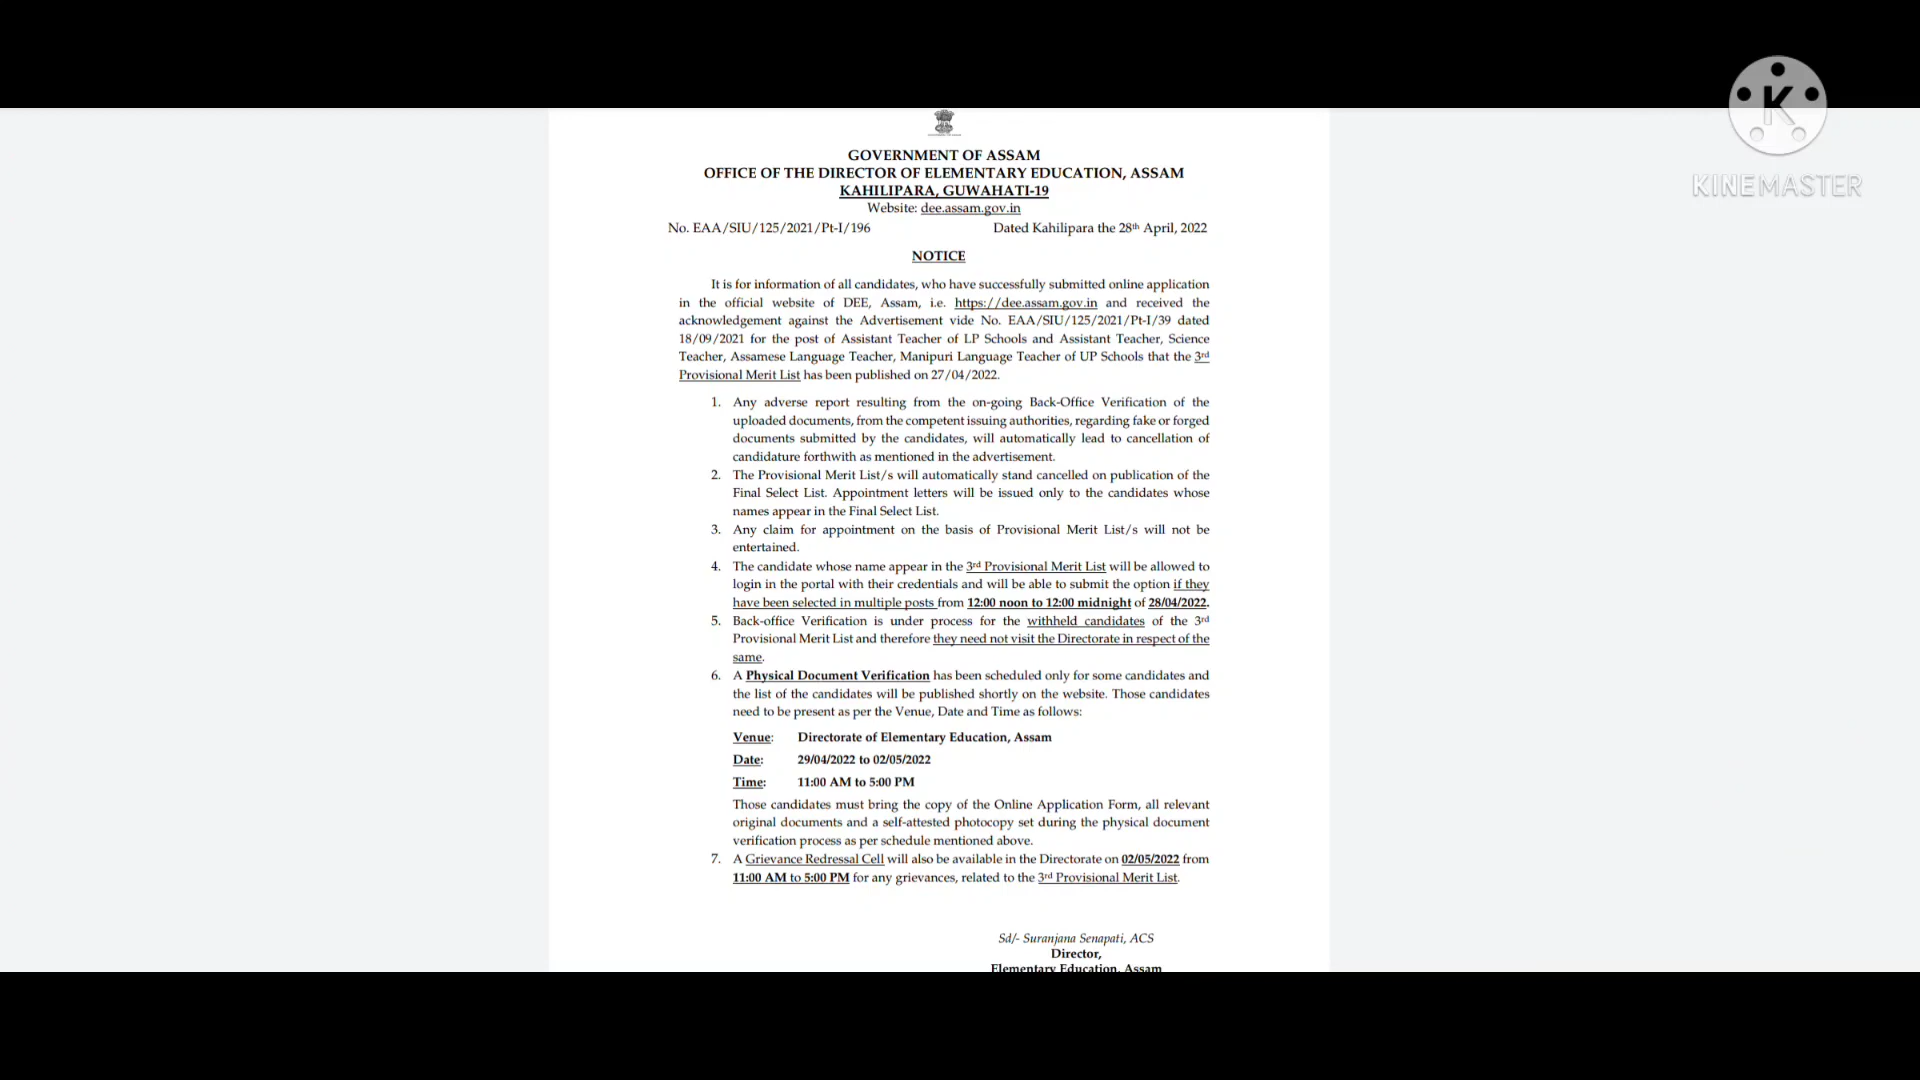 GOVERNMENT OF ASSAM
OFFICE OF THE DIRECTOR OF ELEMENTARY EDUCATION, ASSAM
KAHILIPARA, GUWAHATI-19
Website: dee.assam.gov.in
No. EAA/SIU/125/2021/Pt-I/196 Dated Kahilipara the 28th April, 2022
NOTICE
It is for information of all candidates, who have successfully submitted online application
in the official website of DEE, Assam, i.e. https://dee.assam.gov.in and received the
acknowledgement against the Advertisement vide No. EAA/SIU/125/2021/Pt-I/39 dated
18/09/2021 for the post of Assistant Teacher of LP Schools and Assistant Teacher, Science
Teacher, Assamese Language Teacher, Manipuri Language Teacher of UP Schools that the 3rd
Provisional Merit List has been published on 27/04/2022.
1. Any adverse report resulting from the on-going Back-Office Verification of the
uploaded documents, from the competent issuing authorities, regarding fake or forged
documents submitted by the candidates, will automatically lead to cancellation of
candidature forthwith as mentioned in the advertisement.
2. The Provisional Merit List/s will automatically stand cancelled on publication of the
Final Select List. Appointment letters will be issued only to the candidates whose
names appear in the Final Select List.
3. Any claim for appointment on the basis of Provisional Merit List/s will not be
entertained.
4. The candidate whose name appear in the 3rd Provisional Merit List will be allowed to
login in the portal with their credentials and will be able to submit the option if they
have been selected in multiple posts from 12:00 noon to 12:00 midnight of 28/04/2022.
5. Back-office Verification is under process for the withheld candidates of the 3rd
Provisional Merit List and therefore they need not visit the Directorate in respect of the
same.
6. A Physical Document Verification has been scheduled only for some candidates and
the list of the candidates will be published shortly on the website. Those candidates
need to be present as per the Venue, Date and Time as follows:
Venue: Directorate of Elementary Education, Assam
Date: 29/04/2022 to 02/05/2022
Time: 11:00 AM to 5:00 PM
Those candidates must bring the copy of the Online Application Form, all relevant
original documents and a self-attested photocopy set during the physical document
verification process as per schedule mentioned above.
7. A Grievance Redressal Cell will also be available in the Directorate on 02/05/2022 from
11:00 AM to 5:00 PM for any grievances, related to the 3rd Provisional Merit List.
Sd/- Suranjana Senapati, ACS
Director,
Elementary Education, Assam
K
KINEMASTER